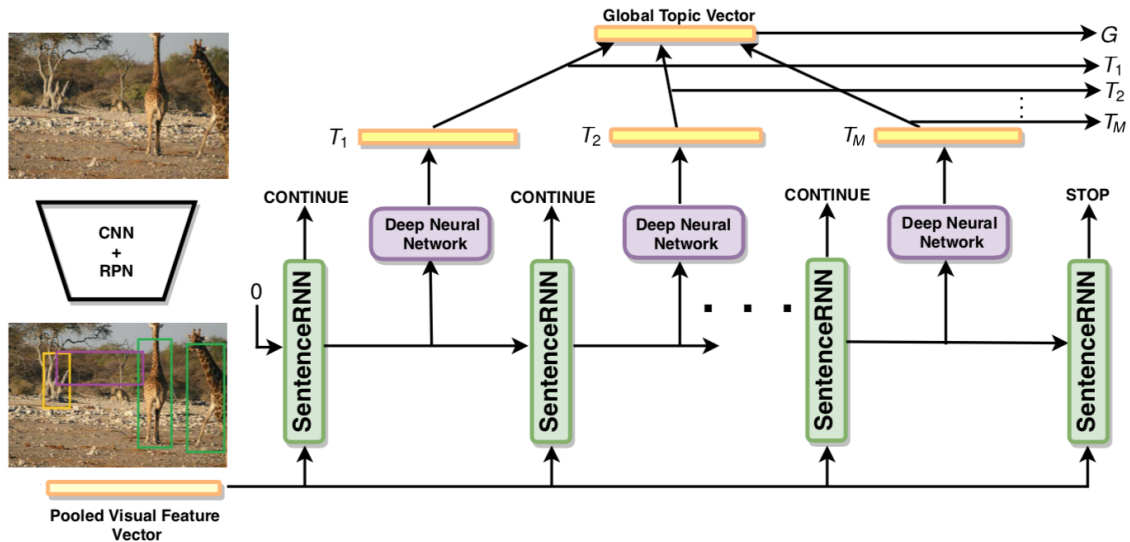 Global Topic Vector
G
T1
T2
⋮
TM
T1
T2
TM
CONTINUE
CONTINUE
CONTINUE
STOP
Deep Neural
Network
Deep Neural
Network
Deep Neural
Network
CNN
+
RPN
0
SentenceRNN
SentenceRNN
. . .
SentenceRNN
SentenceRNN
Pooled Visual Feature
Vector